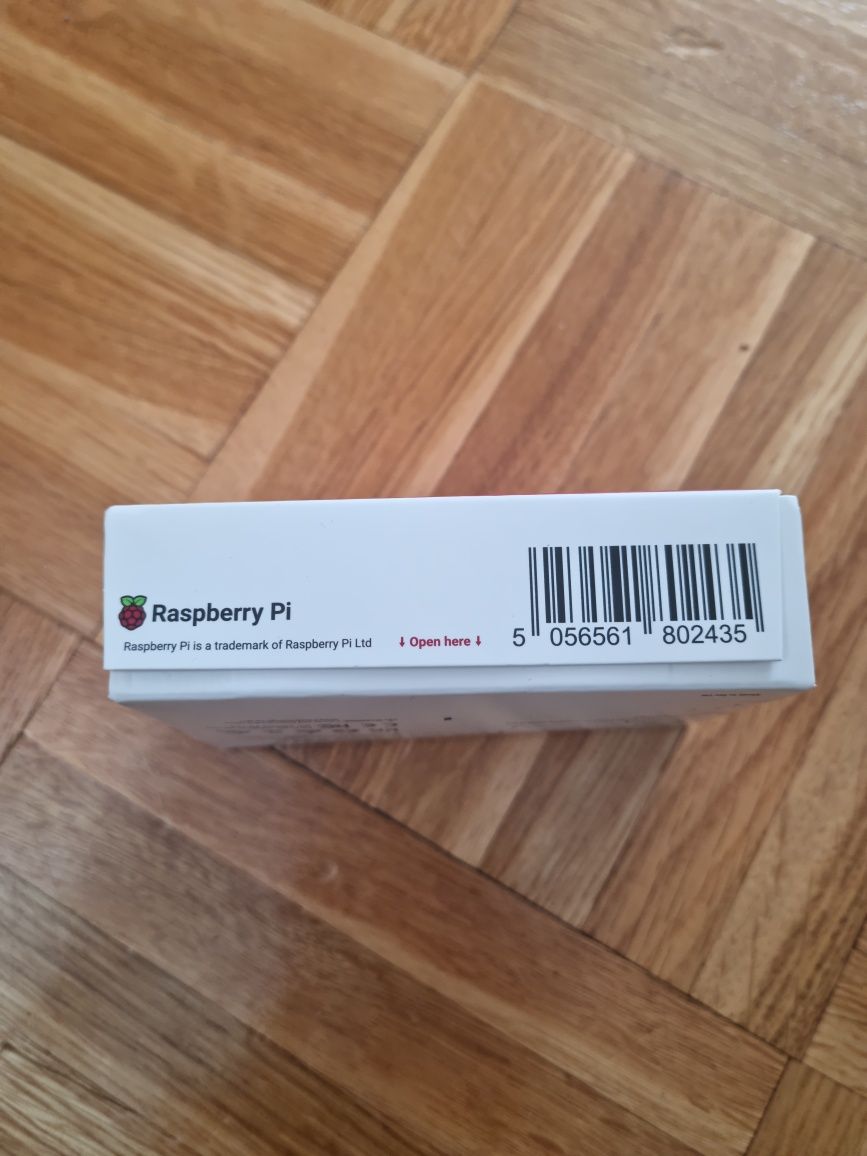 Raspberry Pi
Raspberry Pi is a trademark of Raspberry Pi Ltd
↓ Open here ↓
5 056561 802435